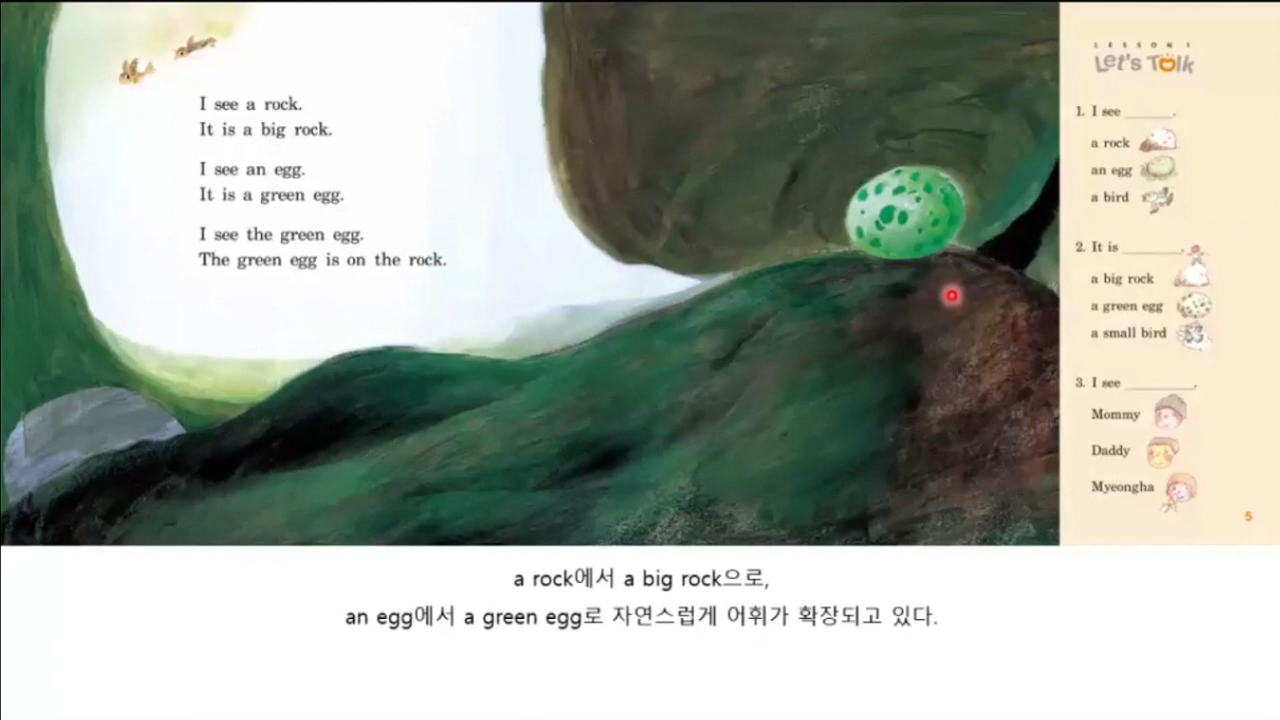 I see a rock.
It is a big rock.
I see an egg.
It is a green egg.
I see the green egg.
The green egg is on the rock.
LESSON 1
Let's Talk
1. I see ______.
a rock
an egg
a bird
2. It is ________.
a big rock
a green egg
a small bird
3. I see _________.
Mommy
Daddy
Myeongha
5
a rock에서 a big rock으로,
an egg에서 a green egg로 자연스럽게 어휘가 확장되고 있다.